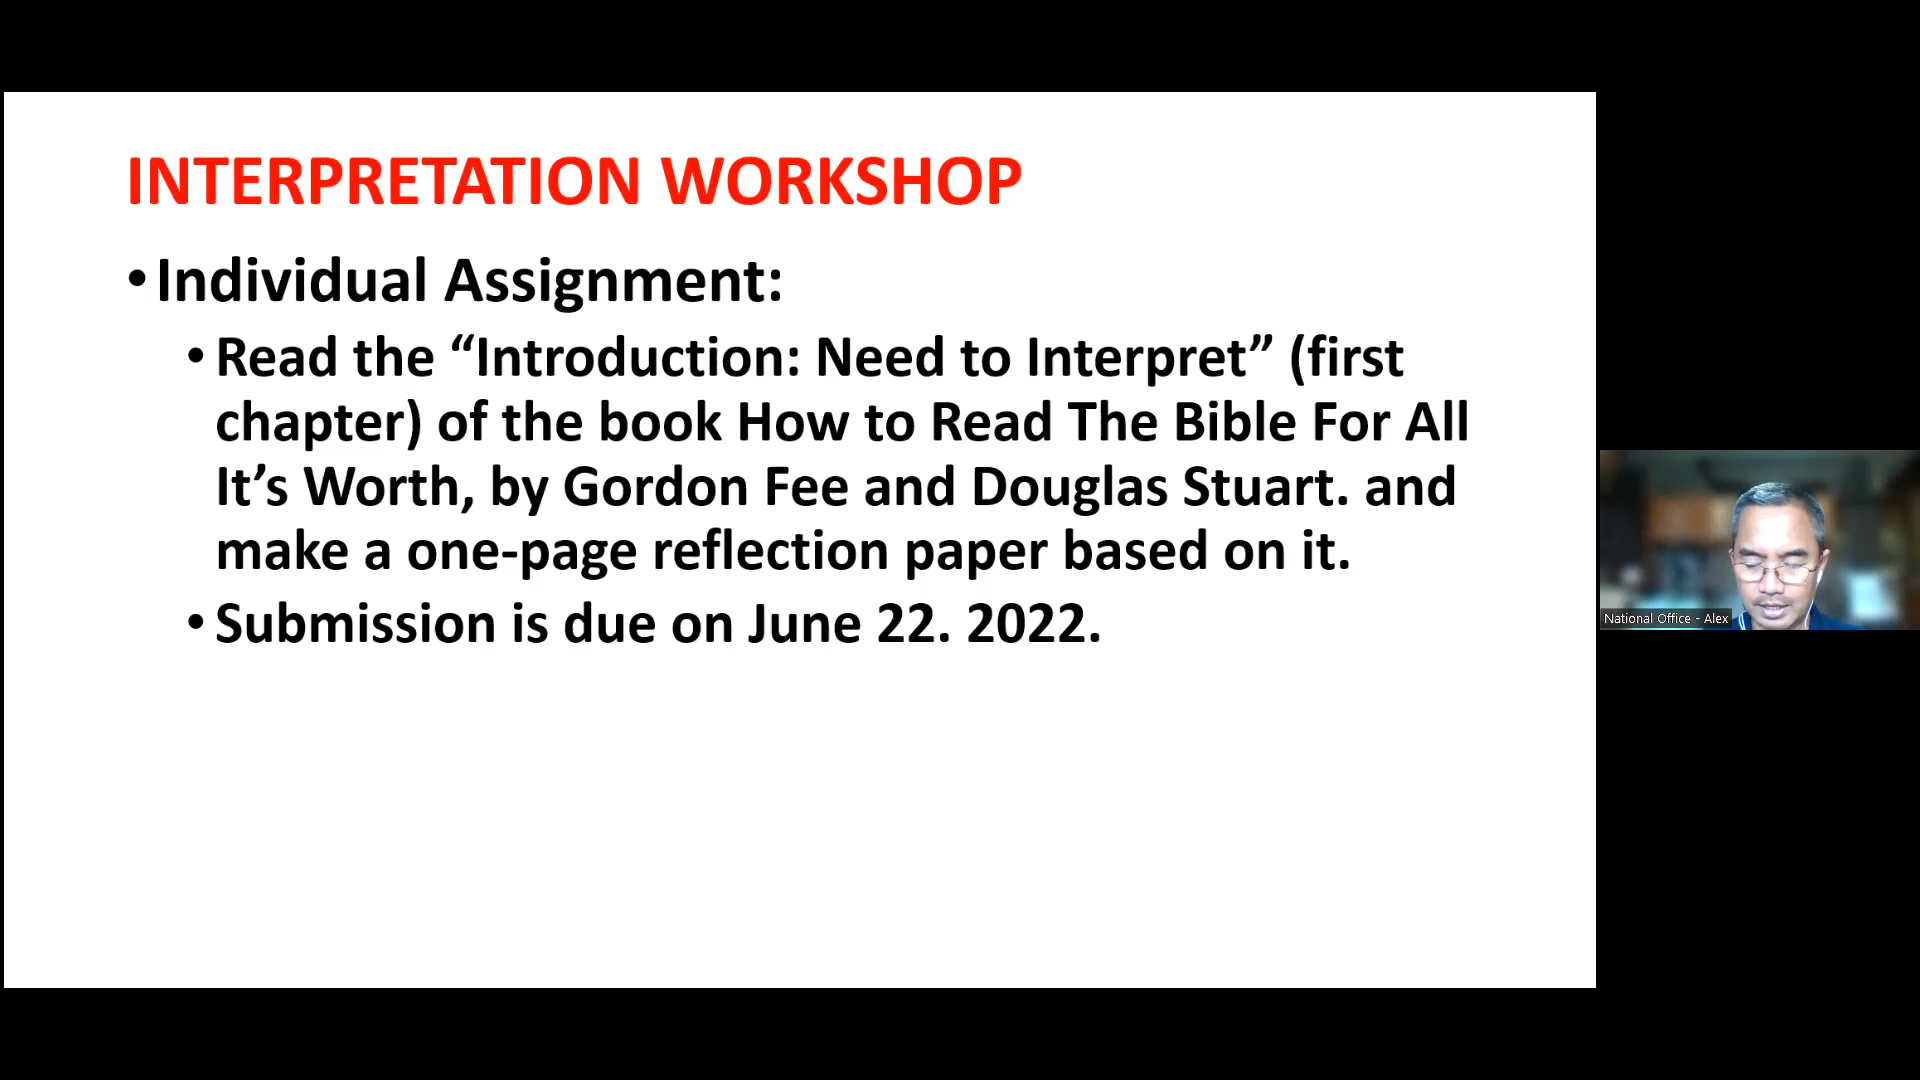 INTERPRETATION WORKSHOP
•Individual Assignment:
•Read the “Introduction: Need to Interpret” (first
chapter) of the book How to Read The Bible For All
It’s Worth, by Gordon Fee and Douglas Stuart. and
make a one-page reflection paper based on it.
•Submission is due on June 22. 2022.
National Office - Alex